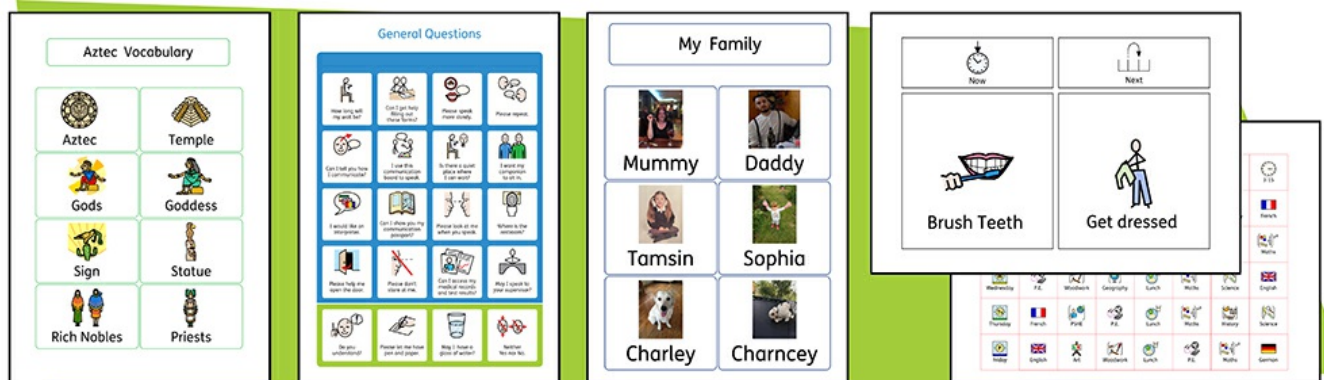 Aztec Vocabulary
Aztec
Temple
Gods
Goddess
Sign
Statue
Rich Nobles
Priests
General Questions
How long will
my wait be?
Can I get help
filling out
these forms?
Please speak
more slowly.
Please repeat.
Can I tell you how
I communicate?
I use this
communication
board to speak.
Is there a quiet
place where
I can wait?
I want my
companion
to sit in.
I would like an
interpreter.
Can I show you my
communication
passport?
Please look at me
when you speak.
Where is the
restroom?
Please help me
open the door.
Please don't
stare at me.
Can I access my
medical records
and test results?
May I speak to
your supervisor?
Do you
understand?
Please let me have
pen and paper.
May I have a
glass of water?
Neither
Yes nor No.
My Family
Mummy
Daddy
Tamsin
Sophia
Charley
Charncey
Now
Next
Brush Teeth
Get dressed
French
Maths
Wednesday
P.E.
Woodwork
Geography
Lunch
Maths
Science
English
Thursday
French
PSHE
P.E.
Lunch
Maths
History
Science
Friday
English
Art
Woodwork
Lunch
P.E.
Maths
German